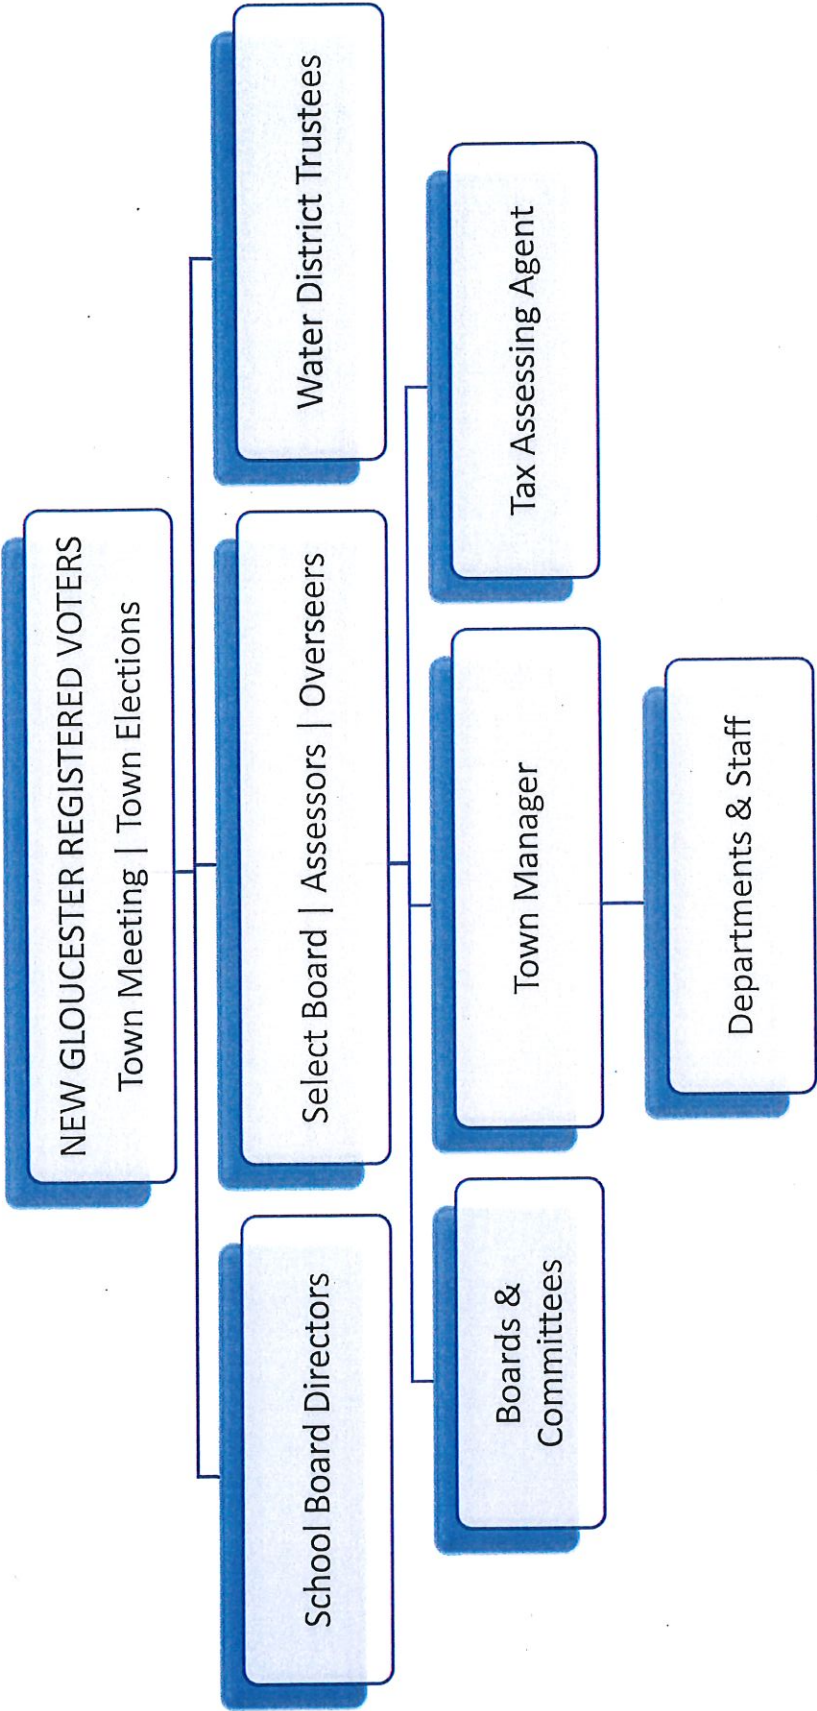 NEW GLOUCESTER REGISTERED VOTERS
Town Meeting | Town Elections
School Board Directors
Select Board | Assessors | Overseers
Water District Trustees
Boards &
Committees
Town Manager
Tax Assessing Agent
Departments & Staff